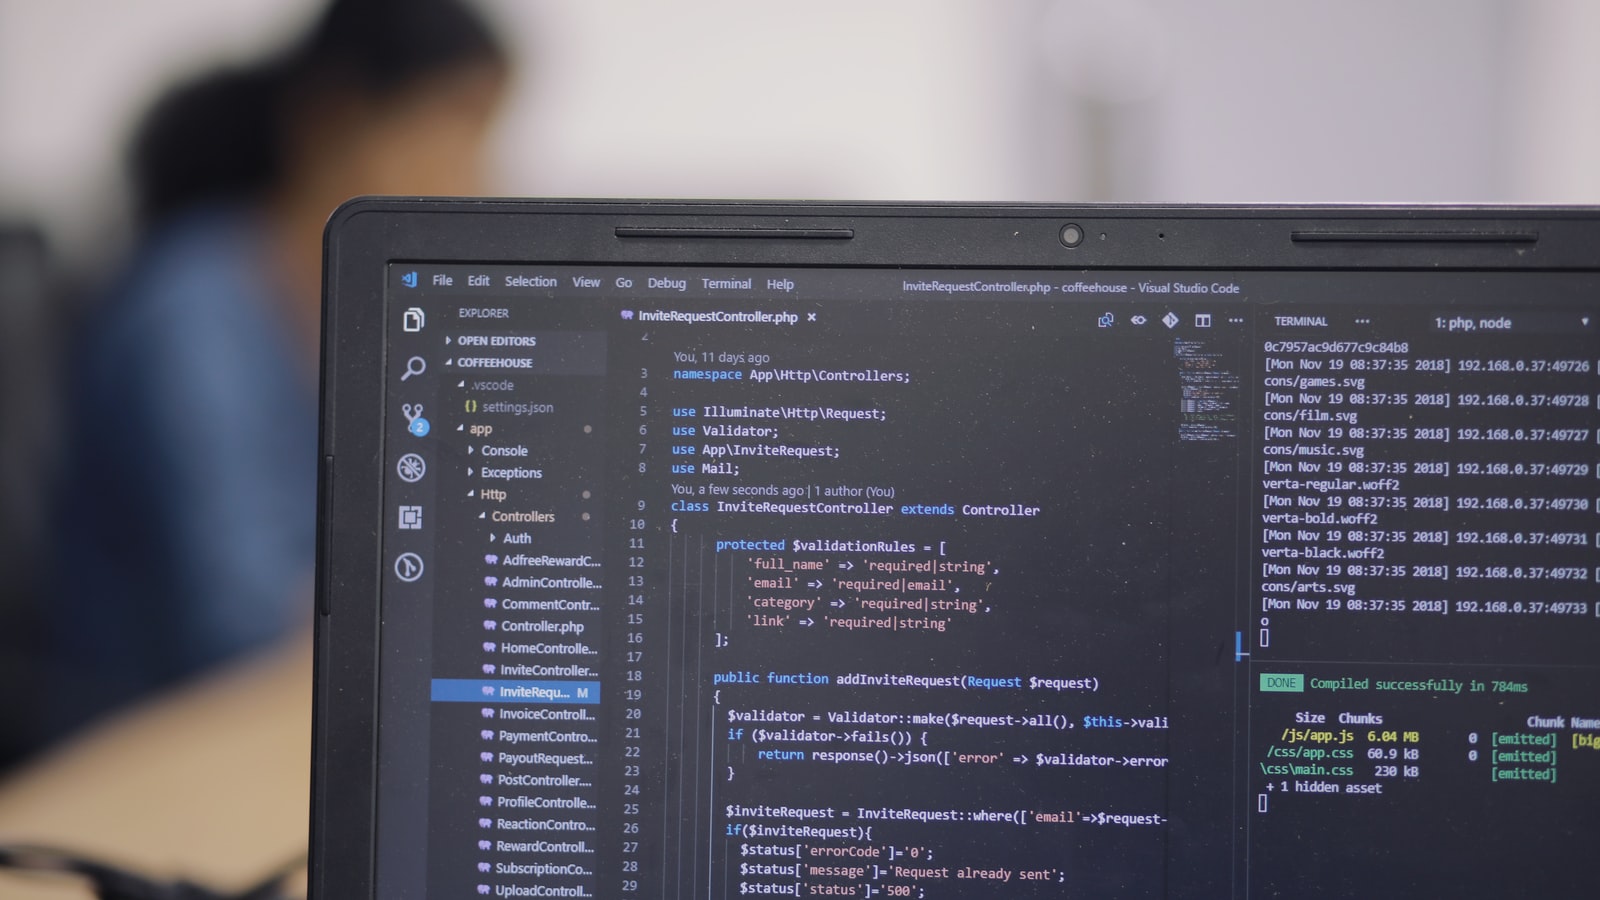 File Edit Selection View Go Debug Terminal Help
InviteRequestController.php - coffeehouse - Visual Studio Code
EXPLORER
OPEN EDITORS
COFFEEHOUSE
.vscode
{} settings.json
app
Console
Exceptions
Http
Controllers
Auth
AdfreeRewardC...
AdminControlle...
CommentContr...
Controller.php
HomeControlle...
InviteController...
InviteRequ... M
InvoiceControll...
PaymentContro...
PayoutRequest...
PostController....
ProfileControlle...
ReactionContro...
RewardControll...
SubscriptionCo...
UploadControll...
2
InviteRequestController.php ×
2
You, 11 days ago
3 namespace App\Http\Controllers;
4
5 use Illuminate\Http\Request;
6 use Validator;
7 use App\InviteRequest;
8 use Mail;
You, a few seconds ago | 1 author (You)
9 class InviteRequestController extends Controller
10 {
11 protected $validationRules = [
12 'full_name' => 'required|string',
13 'email' => 'required|email',
14 'category' => 'required|string',
15 'link' => 'required|string'
16 ];
17
18 public function addInviteRequest(Request $request)
19 {
20 $validator = Validator::make($request->all(), $this->vali
21 if ($validator->fails()) {
22 return response()->json(['error' => $validator->error
23 }
24
25 $inviteRequest = InviteRequest::where(['email'=>$request-
26 if($inviteRequest){
27 $status['errorCode']='0';
28 $status['message']='Request already sent';
29 $status['status']='500';
TERMINAL ••• 1: php, node
0c7957ac9d677c9c84b8
[Mon Nov 19 08:37:35 2018] 192.168.0.37:49726 [
cons/games.svg
[Mon Nov 19 08:37:35 2018] 192.168.0.37:49728 [
cons/film.svg
[Mon Nov 19 08:37:35 2018] 192.168.0.37:49727 [
cons/music.svg
[Mon Nov 19 08:37:35 2018] 192.168.0.37:49729 [
verta-regular.woff2
[Mon Nov 19 08:37:35 2018] 192.168.0.37:49730 [
verta-bold.woff2
[Mon Nov 19 08:37:35 2018] 192.168.0.37:49731 [
verta-black.woff2
[Mon Nov 19 08:37:35 2018] 192.168.0.37:49732 [
cons/arts.svg
[Mon Nov 19 08:37:35 2018] 192.168.0.37:49733 [
o
DONE Compiled successfully in 784ms
Size Chunks Chunk Name
/js/app.js 6.04 MB 0 [emitted] [big
/css/app.css 60.9 kB 0 [emitted]
\css\main.css 230 kB [emitted]
+ 1 hidden asset